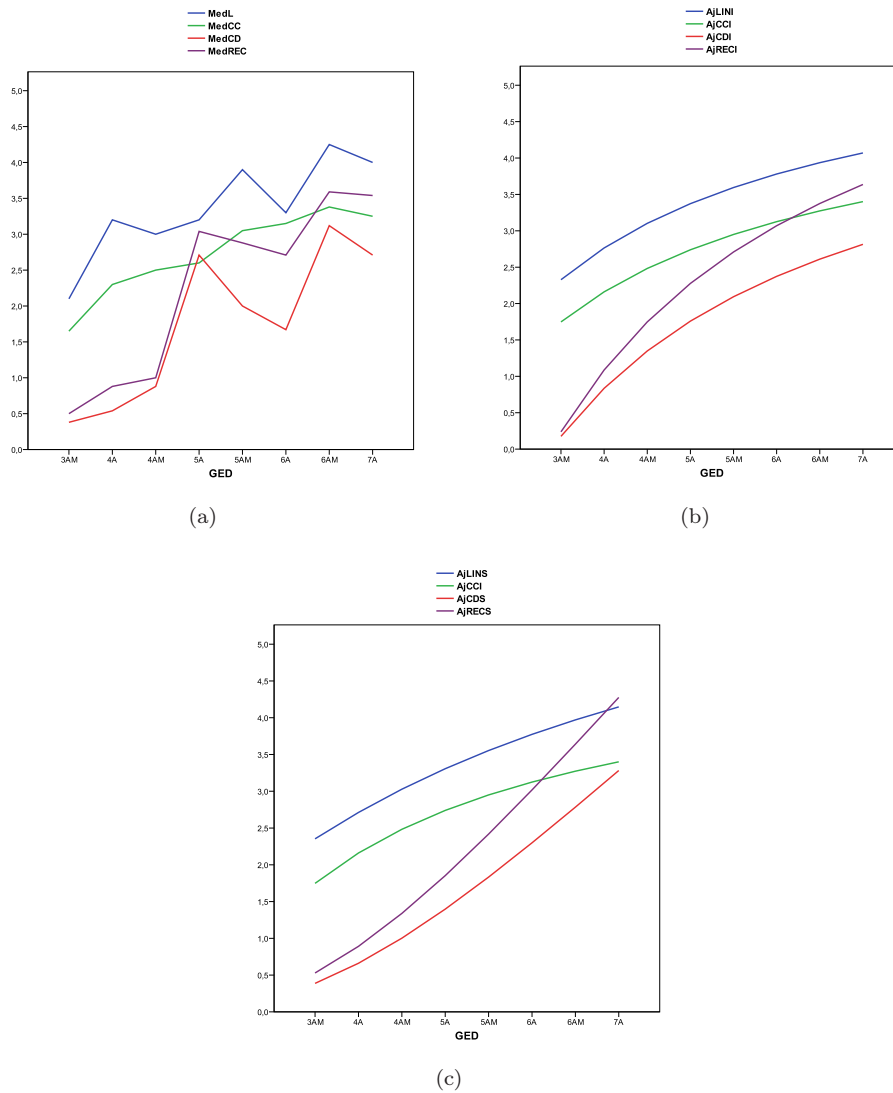 MedL
MedCC
MedCD
MedREC
5,0
4,5
4,0
3,5
3,0
2,5
2,0
1,5
1,0
0,5
0,0
3AM 4A 4AM 5A 5AM 6A 6AM 7A
GED
(a)
AjLINI
AjCCI
AjCDI
AjRECI
5,0
4,5
4,0
3,5
3,0
2,5
2,0
1,5
1,0
0,5
0,0
3AM 4A 4AM 5A 5AM 6A 6AM 7A
GED
(b)
AjLINS
AjCCI
AjCDS
AjRECS
5,0
4,5
4,0
3,5
3,0
2,5
2,0
1,5
1,0
0,5
0,0
3AM 4A 4AM 5A 5AM 6A 6AM 7A
GED
(c)